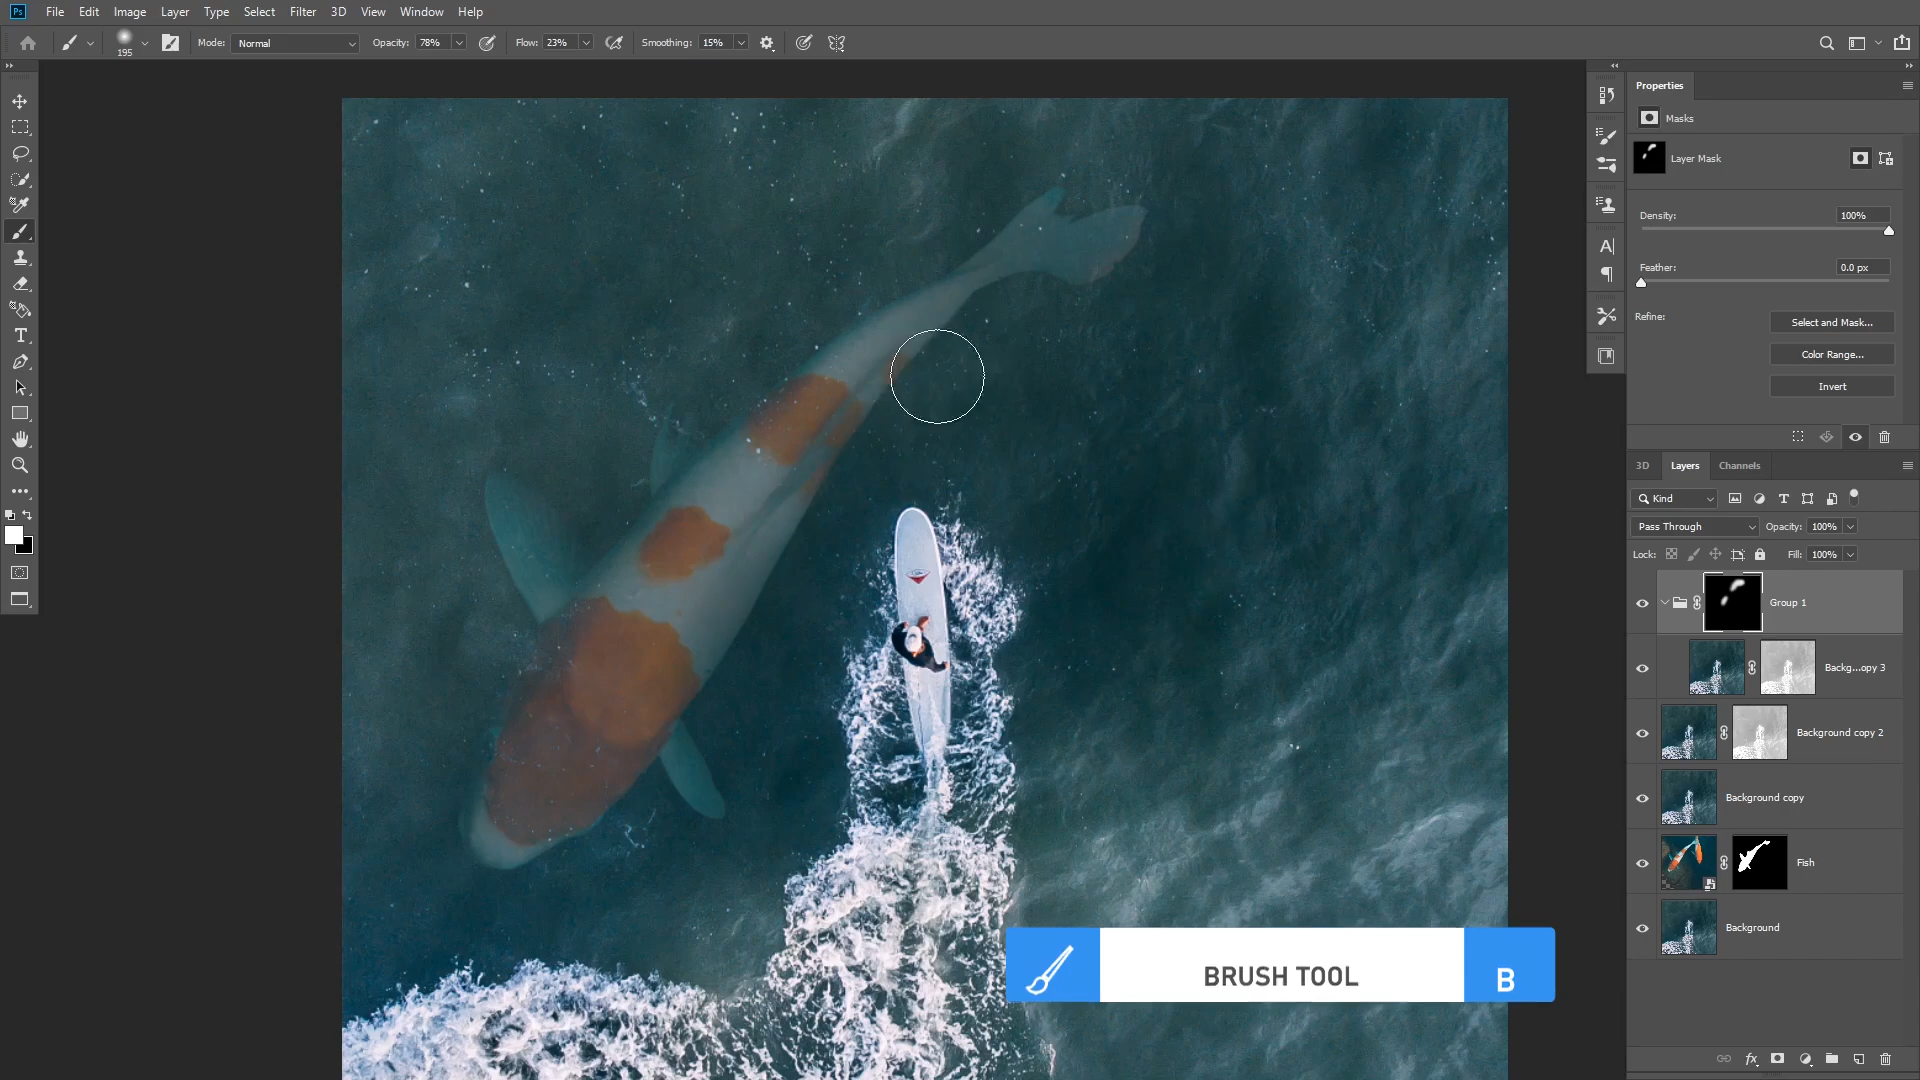 Ps File Edit Image Layer Type Select Filter 3D View Window Help
195 Mode: Normal Opacity: 78% Flow: 23% Smoothing: 15%
Properties
Masks
Layer Mask
Density: 100%
Feather: 0.0 px
Refine: Select and Mask...
Color Range...
Invert
3D Layers Channels
Kind
Pass Through Opacity: 100%
Lock: Fill: 100%
Group 1
Backg...opy 3
Background copy 2
Background copy
Fish
Background
fx
BRUSH TOOL B